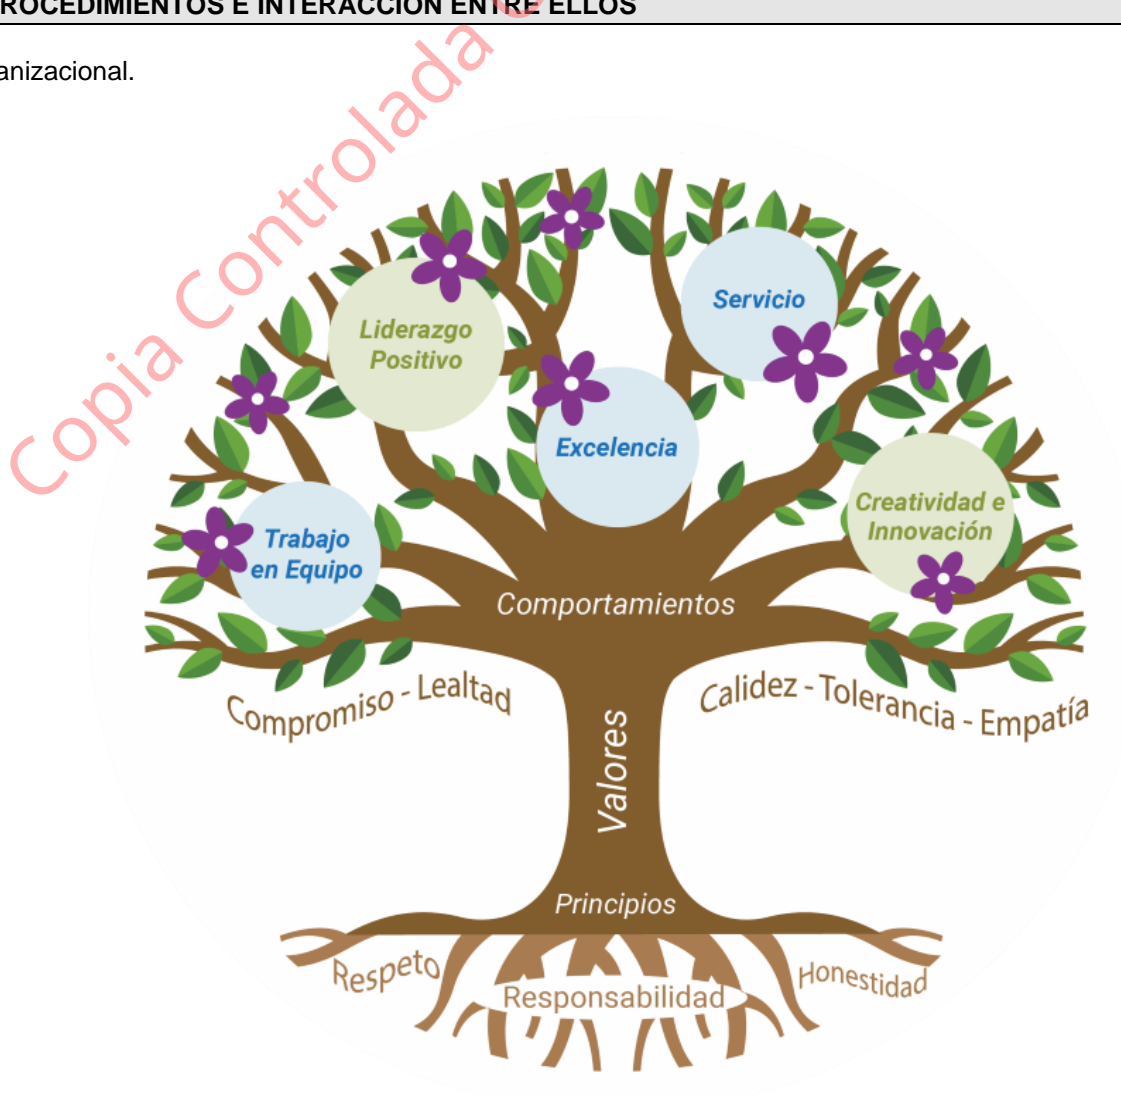 ROCEDIMIENTOS E INTERACCIÓN ENTRE ELLOS
anizacional.
Copia Controlada
Servicio
Liderazgo
Positivo
Excelencia
Creatividad e
Innovación
Trabajo
en Equipo
Comportamientos
Compromiso - Lealtad
Calidez - Tolerancia - Empatía
Valores
Principios
Respeto
Honestidad
Responsabilidad